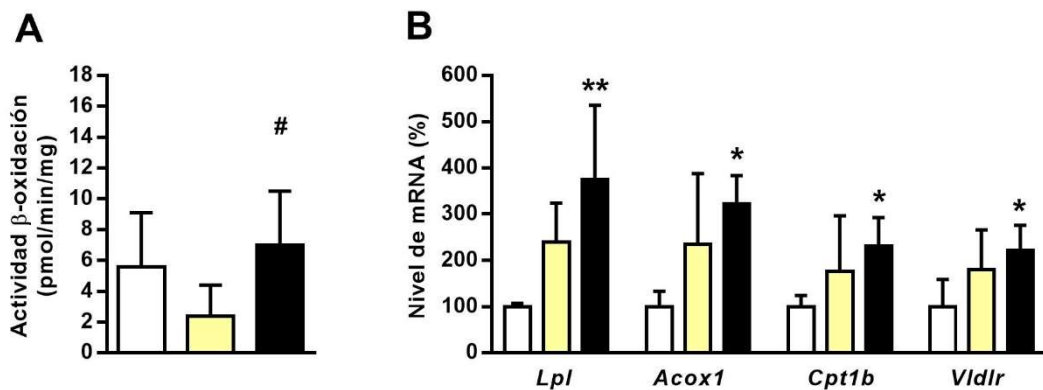 A
Actividad β-oxidación
(pmol/min/mg)
18
16
14
12
10
8
6
4
2
0
#
B
Nivel de mRNA (%)
600
500
400
300
200
100
0
**
*
*
*
Lpl
Acox1
Cpt1b
Vldlr